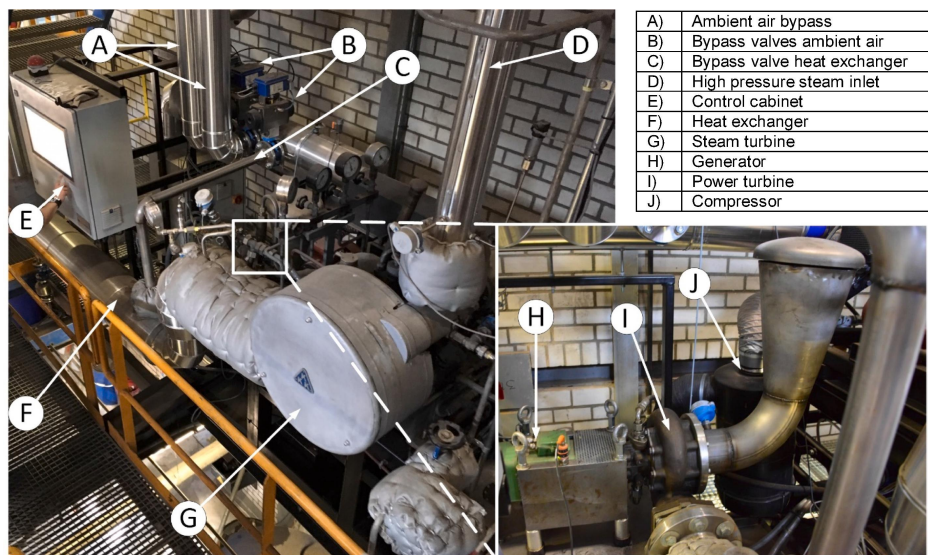 A) Ambient air bypass
B) Bypass valves ambient air
C) Bypass valve heat exchanger
D) High pressure steam inlet
E) Control cabinet
F) Heat exchanger
G) Steam turbine
H) Generator
I) Power turbine
J) Compressor
A
B
C
D
E
F
G
H
I
J